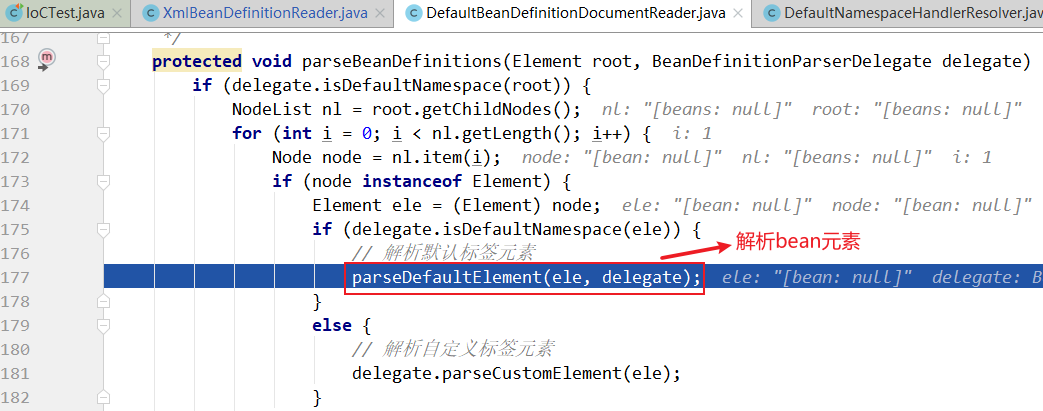 IoCTest.java × XmlBeanDefinitionReader.java × DefaultBeanDefinitionDocumentReader.java × DefaultNamespaceHandlerResolver.jav
167 */
168 protected void parseBeanDefinitions(Element root, BeanDefinitionParserDelegate delegate)
169 if (delegate.isDefaultNamespace(root)) {
170 NodeList nl = root.getChildNodes(); nl: "[beans: null]" root: "[beans: null]"
171 for (int i = 0; i < nl.getLength(); i++) { i: 1
172 Node node = nl.item(i); node: "[bean: null]" nl: "[beans: null]" i: 1
173 if (node instanceof Element) {
174 Element ele = (Element) node; ele: "[bean: null]" node: "[bean: null]"
175 if (delegate.isDefaultNamespace(ele)) {
解析bean元素
176 // 解析默认标签元素
177 parseDefaultElement(ele, delegate); ele: "[bean: null]" delegate: B
178 }
179 else {
180 // 解析自定义标签元素
181 delegate.parseCustomElement(ele);
182 }